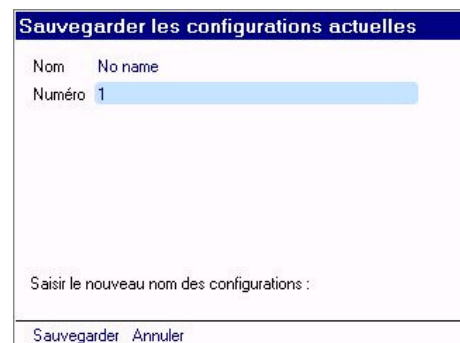 Sauvegarder les configurations actuelles
Nom No name
Numéro 1
Saisir le nouveau nom des configurations :
Sauvegarder Annuler